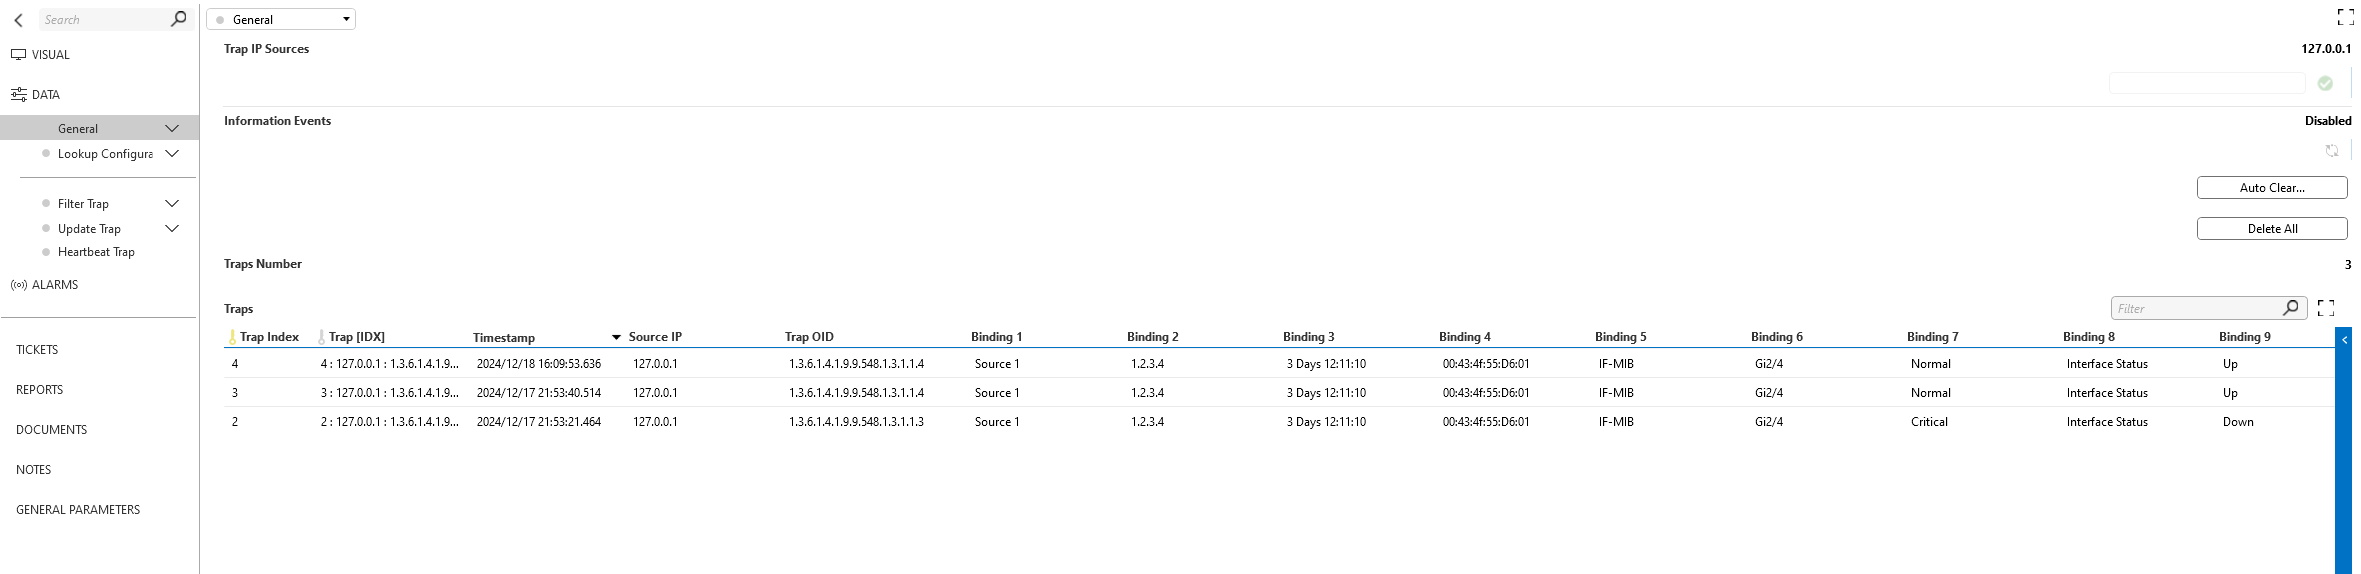 Search
General
VISUAL
DATA
General
Lookup Configura
Filter Trap
Update Trap
Heartbeat Trap
ALARMS
TICKETS
REPORTS
DOCUMENTS
NOTES
GENERAL PARAMETERS
Trap IP Sources 127.0.0.1
Information Events Disabled
Auto Clear...
Delete All
Traps Number 3
Traps Filter
Trap Index Trap [IDX] Timestamp Source IP Trap OID Binding 1 Binding 2 Binding 3 Binding 4 Binding 5 Binding 6 Binding 7 Binding 8 Binding 9
4 4 : 127.0.0.1 : 1.3.6.1.4.1.9... 2024/12/18 16:09:53.636 127.0.0.1 1.3.6.1.4.1.9.9.548.1.3.1.1.4 Source 1 1.2.3.4 3 Days 12:11:10 00:43:4f:55:D6:01 IF-MIB Gi2/4 Normal Interface Status Up
3 3 : 127.0.0.1 : 1.3.6.1.4.1.9... 2024/12/17 21:53:40.514 127.0.0.1 1.3.6.1.4.1.9.9.548.1.3.1.1.4 Source 1 1.2.3.4 3 Days 12:11:10 00:43:4f:55:D6:01 IF-MIB Gi2/4 Normal Interface Status Up
2 2 : 127.0.0.1 : 1.3.6.1.4.1.9... 2024/12/17 21:53:21.464 127.0.0.1 1.3.6.1.4.1.9.9.548.1.3.1.1.3 Source 1 1.2.3.4 3 Days 12:11:10 00:43:4f:55:D6:01 IF-MIB Gi2/4 Critical Interface Status Down